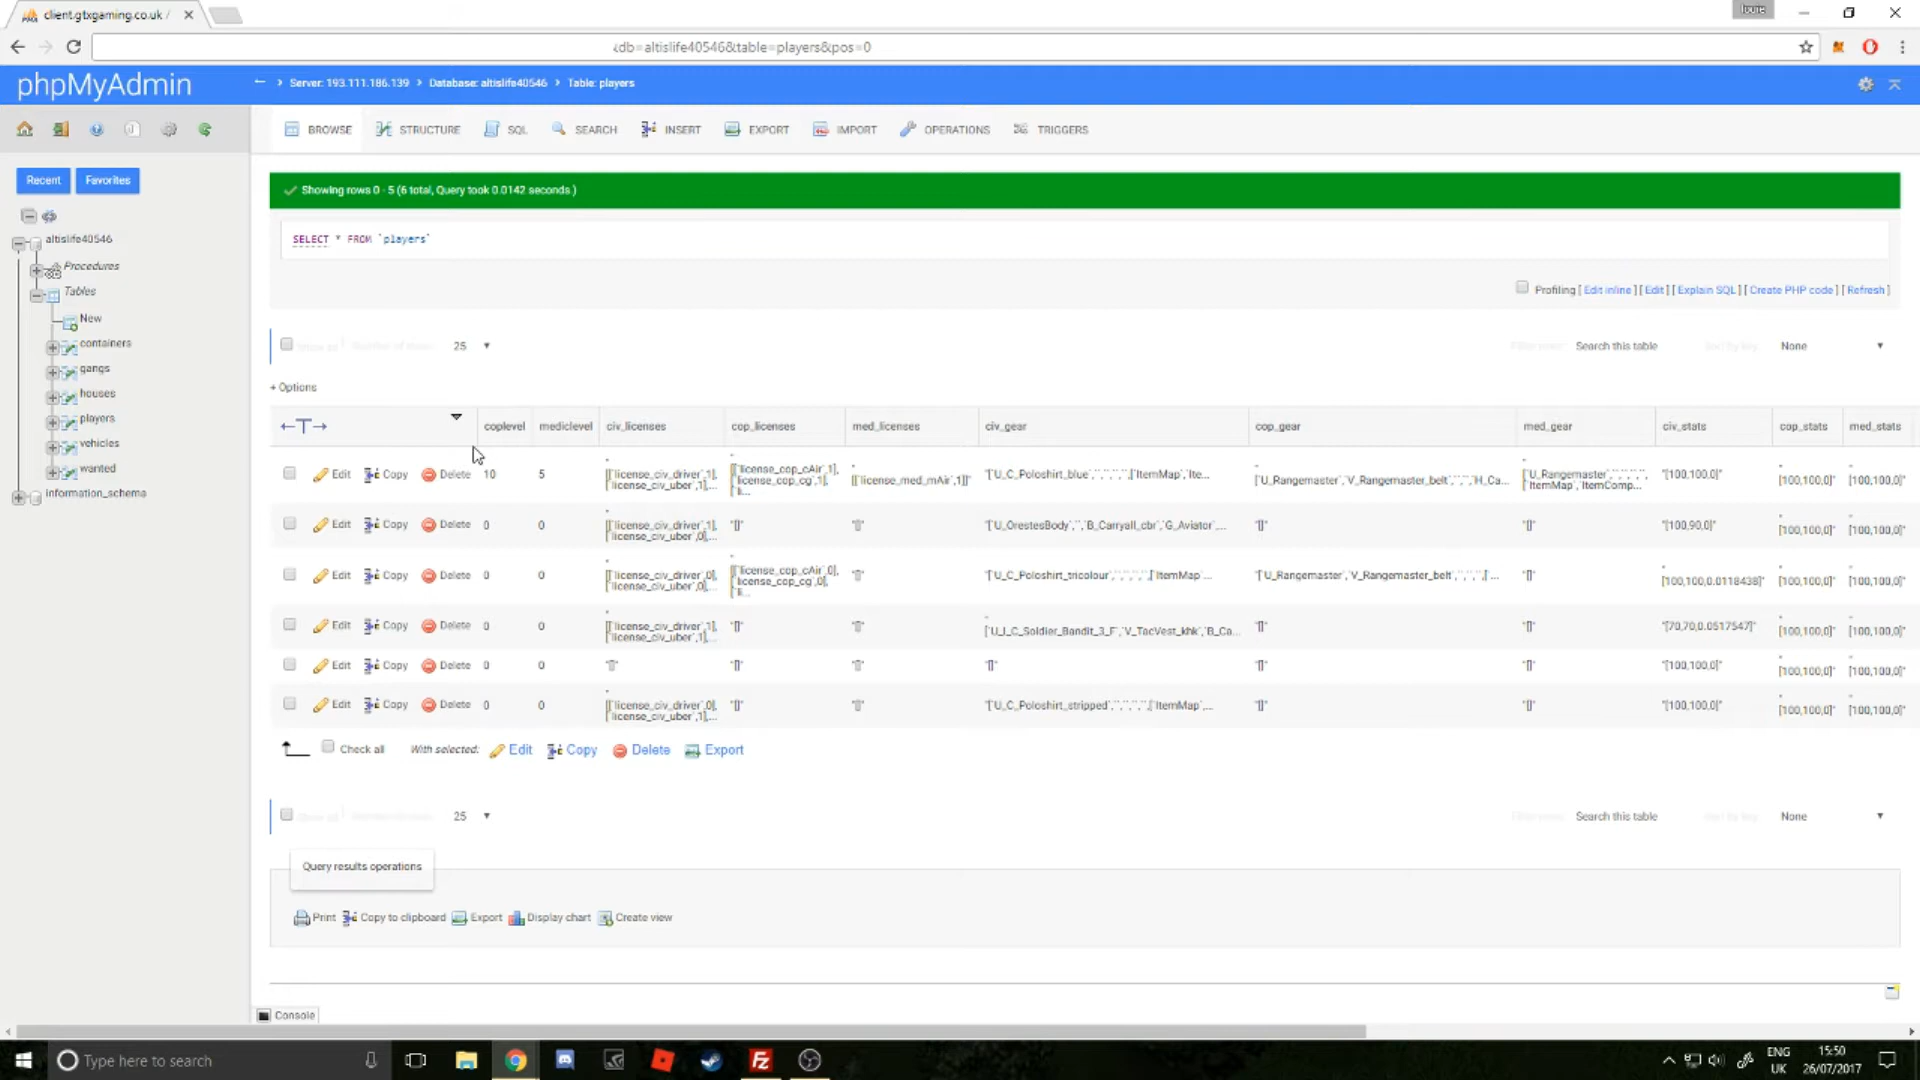 client.gtxgaming.co.uk /
louie
db=altislife40546&table=players&pos=0
phpMyAdmin
Server: 193.111.186.139 › Database: altislife40546 › Table: players
BROWSE STRUCTURE SQL SEARCH INSERT EXPORT IMPORT OPERATIONS TRIGGERS
Recent Favorites
Showing rows 0 - 5 (6 total, Query took 0.0142 seconds.)
altislife40546
Procedures
Tables
New
containers
gangs
houses
players
vehicles
wanted
information_schema
SELECT * FROM `players`
Profiling [ Edit inline ] [ Edit ] [ Explain SQL ] [ Create PHP code ] [ Refresh ]
25 Search this table None
+ Options
←T→ coplevel mediclevel civ_licenses cop_licenses med_licenses civ_gear cop_gear med_gear civ_stats cop_stats med_stats
Edit Copy Delete 10 5 "[[`license_civ_driver`,1],[`license_civ_uber`,1],... "[[`license_cop_cAir`,1],[`license_cop_cg`,1],[`li... "[[`license_med_mAir`,1]]" "[`U_C_Poloshirt_blue`,``,``,``,``,[`ItemMap`,`Ite... "[`U_Rangemaster`,`V_Rangemaster_belt`,``,``,`H_Ca... "[`U_Rangemaster`,``,``,``,``,[`ItemMap`,`ItemComp... "[100,100,0]" "[100,100,0]" "[100,100,0]"
Edit Copy Delete 0 0 "[[`license_civ_driver`,1],[`license_civ_uber`,0],... "[]" "[]" "[`U_OrestesBody`,``,`B_Carryall_cbr`,`G_Aviator`,... "[]" "[]" "[100,90,0]" "[100,100,0]" "[100,100,0]"
Edit Copy Delete 0 0 "[[`license_civ_driver`,0],[`license_civ_uber`,0],... "[[`license_cop_cAir`,0],[`license_cop_cg`,0],[`li... "[]" "[`U_C_Poloshirt_tricolour`,``,``,``,``,[`ItemMap`... "[`U_Rangemaster`,`V_Rangemaster_belt`,``,``,``,[`... "[]" "[100,100,0.0118438]" "[100,100,0]" "[100,100,0]"
Edit Copy Delete 0 0 "[[`license_civ_driver`,1],[`license_civ_uber`,1],... "[]" "[]" "[`U_I_C_Soldier_Bandit_3_F`,`V_TacVest_khk`,`B_Ca... "[]" "[]" "[70,70,0.0517547]" "[100,100,0]" "[100,100,0]"
Edit Copy Delete 0 0 "[]" "[]" "[]" "[]" "[]" "[]" "[100,100,0]" "[100,100,0]" "[100,100,0]"
Edit Copy Delete 0 0 "[[`license_civ_driver`,0],[`license_civ_uber`,1],... "[]" "[]" "[`U_C_Poloshirt_stripped`,``,``,``,``,[`ItemMap`,... "[]" "[]" "[100,100,0]" "[100,100,0]" "[100,100,0]"
Check all With selected: Edit Copy Delete Export
25 Search this table None
Query results operations
Print Copy to clipboard Export Display chart Create view
Console
Type here to search
ENG
UK
15:50
26/07/2017